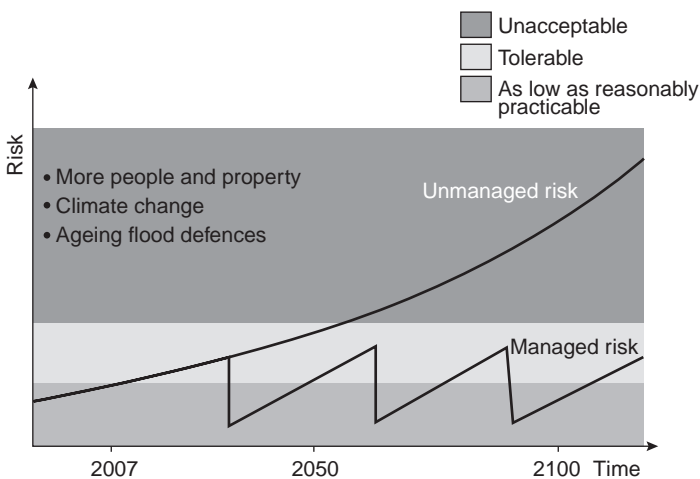 Unacceptable
Tolerable
As low as reasonably
practicable
Risk
• More people and property
• Climate change
• Ageing flood defences
Unmanaged risk
Managed risk
2007
2050
2100
Time